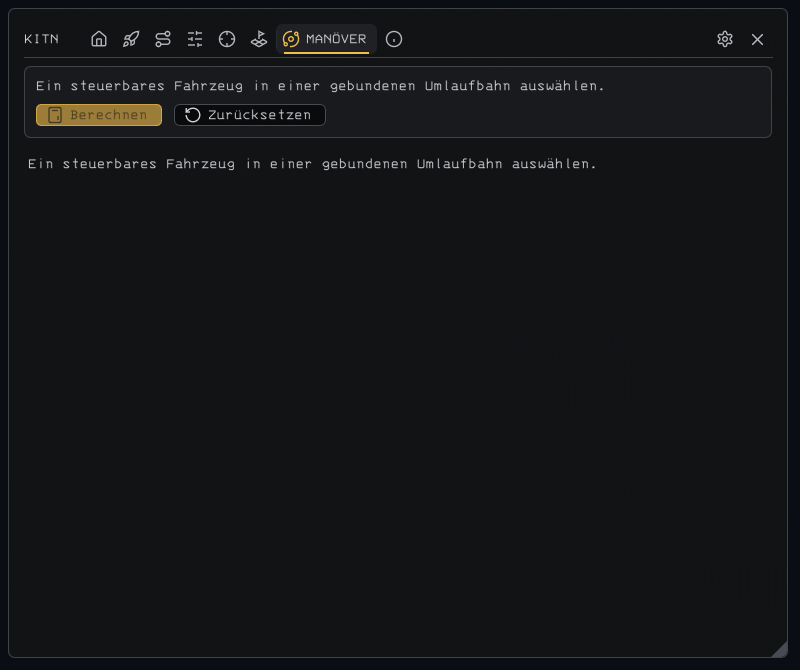 KITN
MANÖVER
Ein steuerbares Fahrzeug in einer gebundenen Umlaufbahn auswählen.
Berechnen
Zurücksetzen
Ein steuerbares Fahrzeug in einer gebundenen Umlaufbahn auswählen.